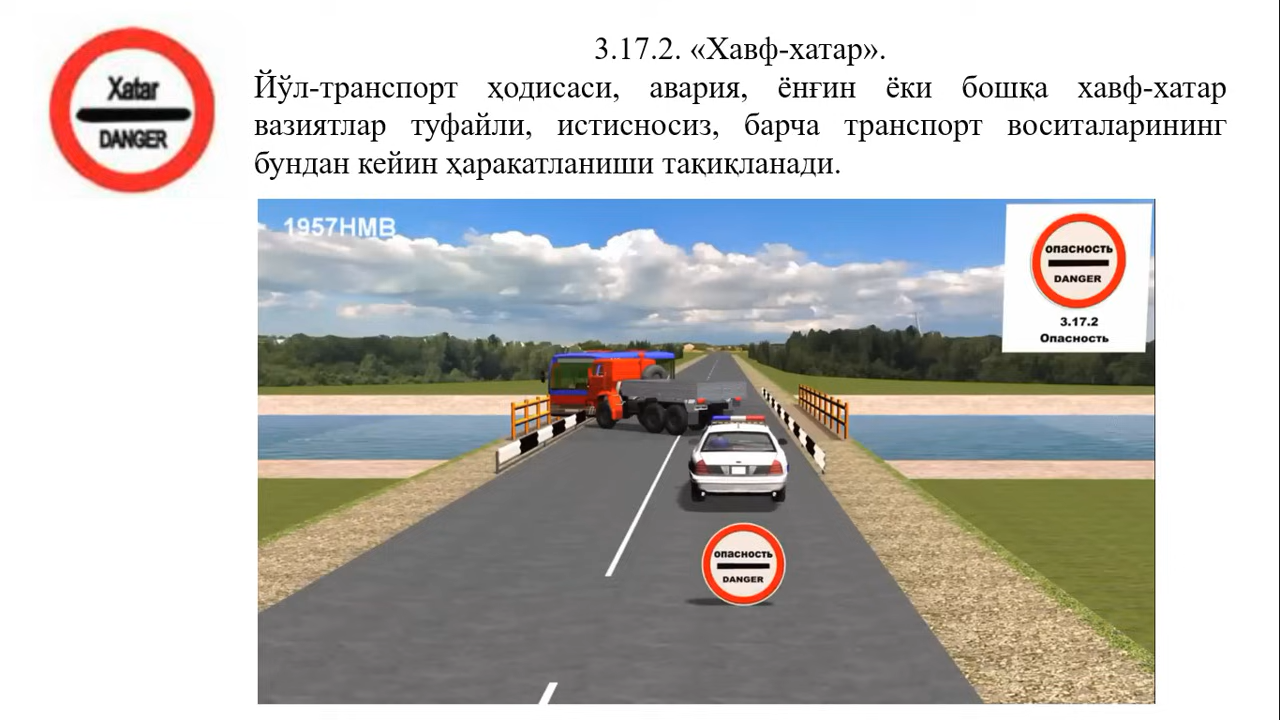 Xatar
DANGER
3.17.2. «Хавф-хатар».
Йўл-транспорт ҳодисаси, авария, ёнғин ёки бошқа хавф-хатар
вазиятлар туфайли, истисносиз, барча транспорт воситаларининг
бундан кейин ҳаракатланиши тақиқланади.
1957HMB
опасность
DANGER
3.17.2
Опасность
опасность
DANGER